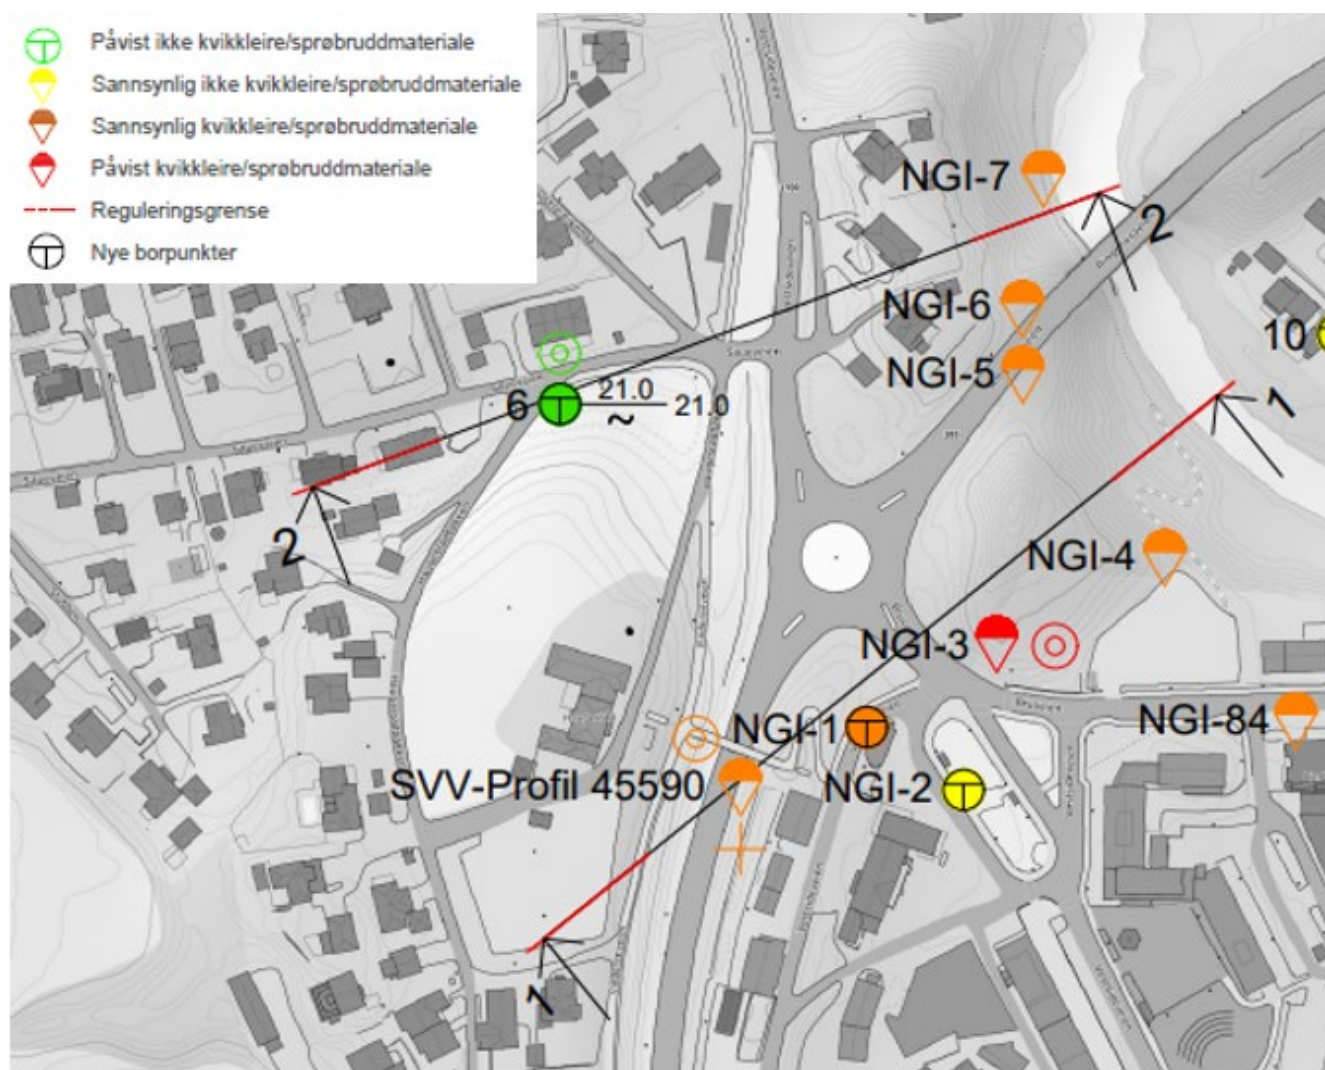 Påvist ikke kvikkleire/sprøbruddmateriale
Sannsynlig ikke kvikkleire/sprøbruddmateriale
Sannsynlig kvikkleire/sprøbruddmateriale
Påvist kvikkleire/sprøbruddmateriale
Reguleringsgrense
Nye borpunkter
NGI-7
2
NGI-6
10
NGI-5
1
6
21.0
21.0
~
2
NGI-4
NGI-3
NGI-84
NGI-1
SVV-Profil 45590
NGI-2
1